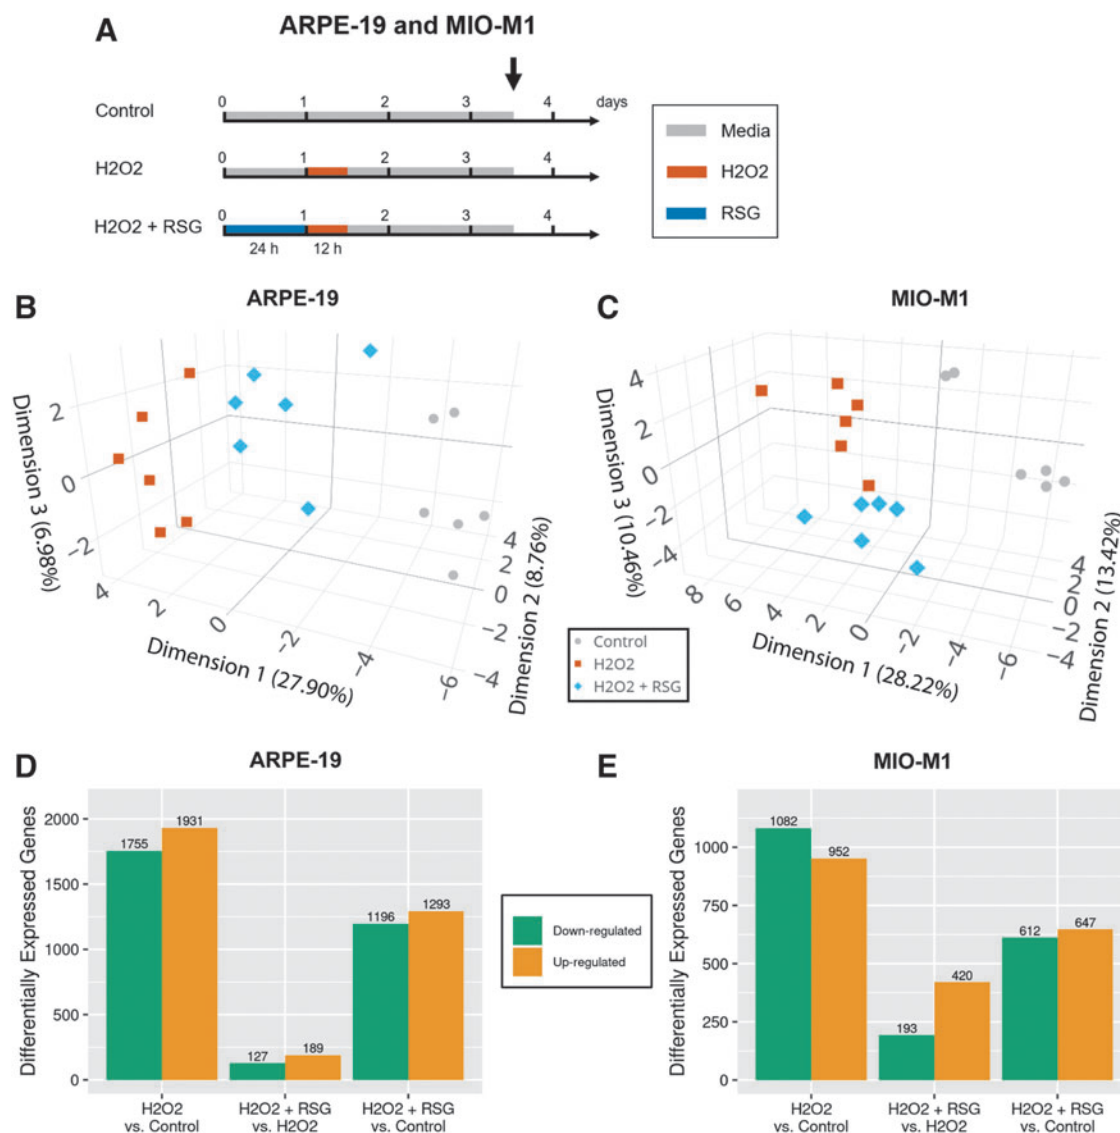 A
ARPE-19 and MIO-M1
Control
0 1 2 3 4 days
H2O2
0 1 2 3 4
H2O2 + RSG
0 1 2 3 4
24 h 12 h
Media
H2O2
RSG
B
ARPE-19
Dimension 3 (6.98%)
2
0
−2
4
2
0
−2
−4
−6
Dimension 1 (27.90%)
4
2
0
−2
−4
Dimension 2 (8.76%)
C
MIO-M1
Dimension 3 (10.46%)
4
2
0
−2
−4
8
6
4
2
0
−2
−4
Dimension 1 (28.22%)
4
2
0
−2
−4
Dimension 2 (13.42%)
Control
H2O2
H2O2 + RSG
D
ARPE-19
Differentially Expressed Genes
2000
1500
1000
500
0
1755
1931
127
189
1196
1293
H2O2
vs. Control
H2O2 + RSG
vs. H2O2
H2O2 + RSG
vs. Control
Down-regulated
Up-regulated
E
MIO-M1
Differentially Expressed Genes
1000
750
500
250
0
1082
952
193
420
612
647
H2O2
vs. Control
H2O2 + RSG
vs. H2O2
H2O2 + RSG
vs. Control